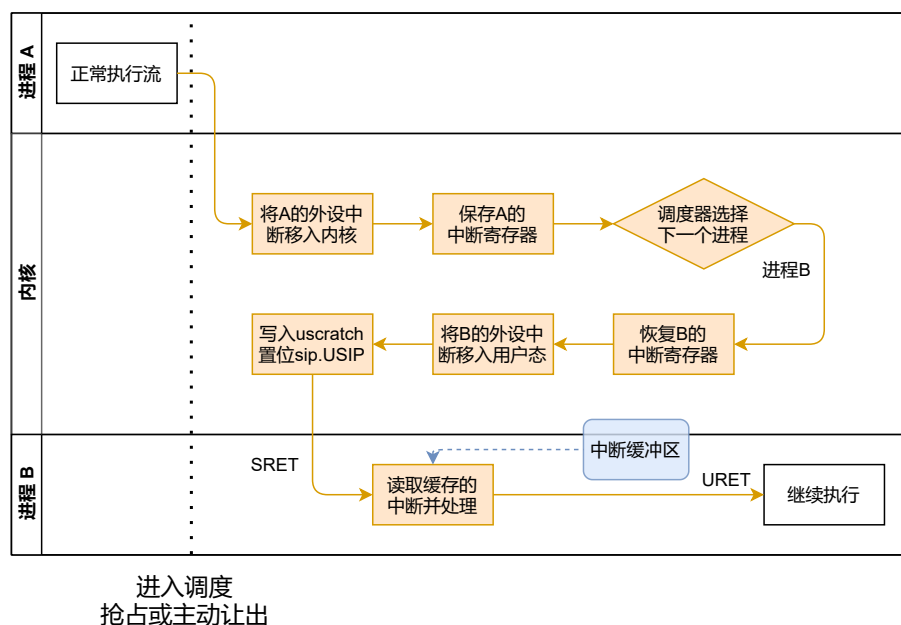 进程 A
正常执行流
内核
将A的外设中
断移入内核
保存A的
中断寄存器
调度器选择
下一个进程
进程B
写入uscratch
置位sip.USIP
将B的外设中
断移入用户态
恢复B的
中断寄存器
进程 B
SRET
中断缓冲区
读取缓存的
中断并处理
URET
继续执行
进入调度
抢占或主动让出